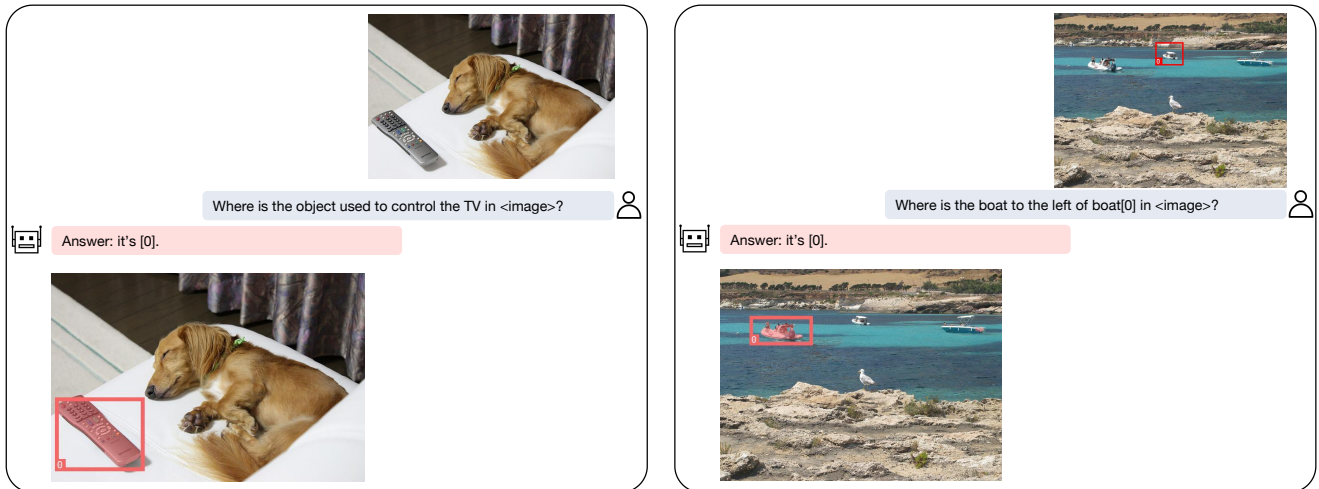 Where is the object used to control the TV in <image>?
Answer: it's [0].
0
0
Where is the boat to the left of boat[0] in <image>?
Answer: it's [0].
0